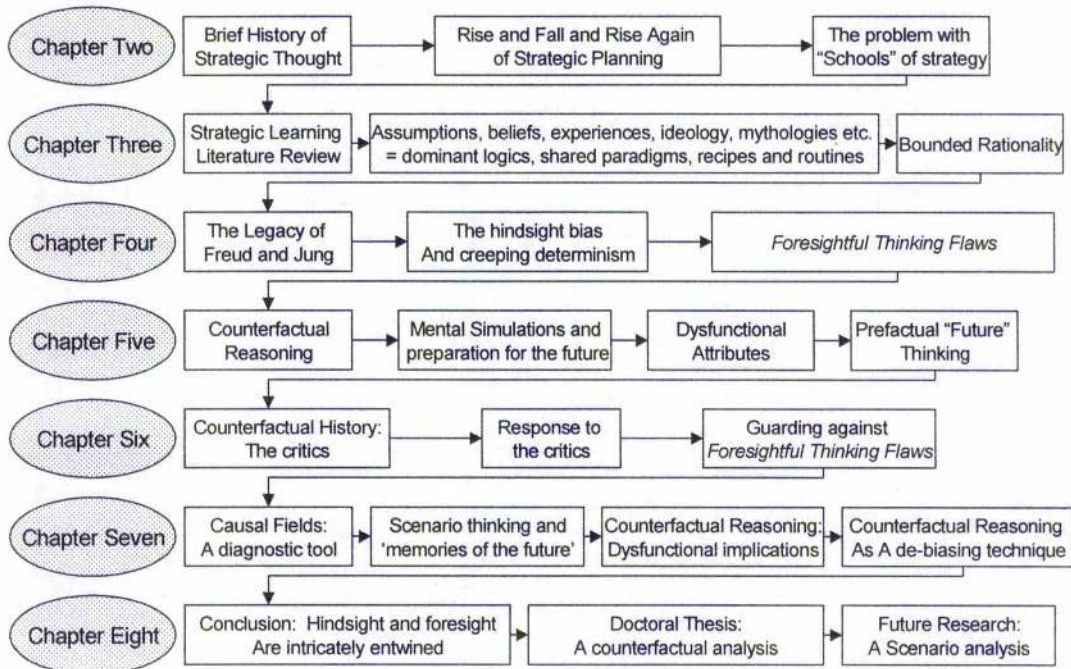 Chapter Two
Brief History of
Strategic Thought
Rise and Fall and Rise Again
of Strategic Planning
The problem with
“Schools” of strategy
Chapter Three
Strategic Learning
Literature Review
Assumptions, beliefs, experiences, ideology, mythologies etc.
= dominant logics, shared paradigms, recipes and routines
Bounded Rationality
Chapter Four
The Legacy of
Freud and Jung
The hindsight bias
And creeping determinism
Foresightful Thinking Flaws
Chapter Five
Counterfactual
Reasoning
Mental Simulations and
preparation for the future
Dysfunctional
Attributes
Prefactual “Future”
Thinking
Chapter Six
Counterfactual History:
The critics
Response to
the critics
Guarding against
Foresightful Thinking Flaws
Chapter Seven
Causal Fields:
A diagnostic tool
Scenario thinking and
‘memories of the future’
Counterfactual Reasoning:
Dysfunctional implications
Counterfactual Reasoning
As A de-biasing technique
Chapter Eight
Conclusion: Hindsight and foresight
Are intricately entwined
Doctoral Thesis:
A counterfactual analysis
Future Research:
A Scenario analysis